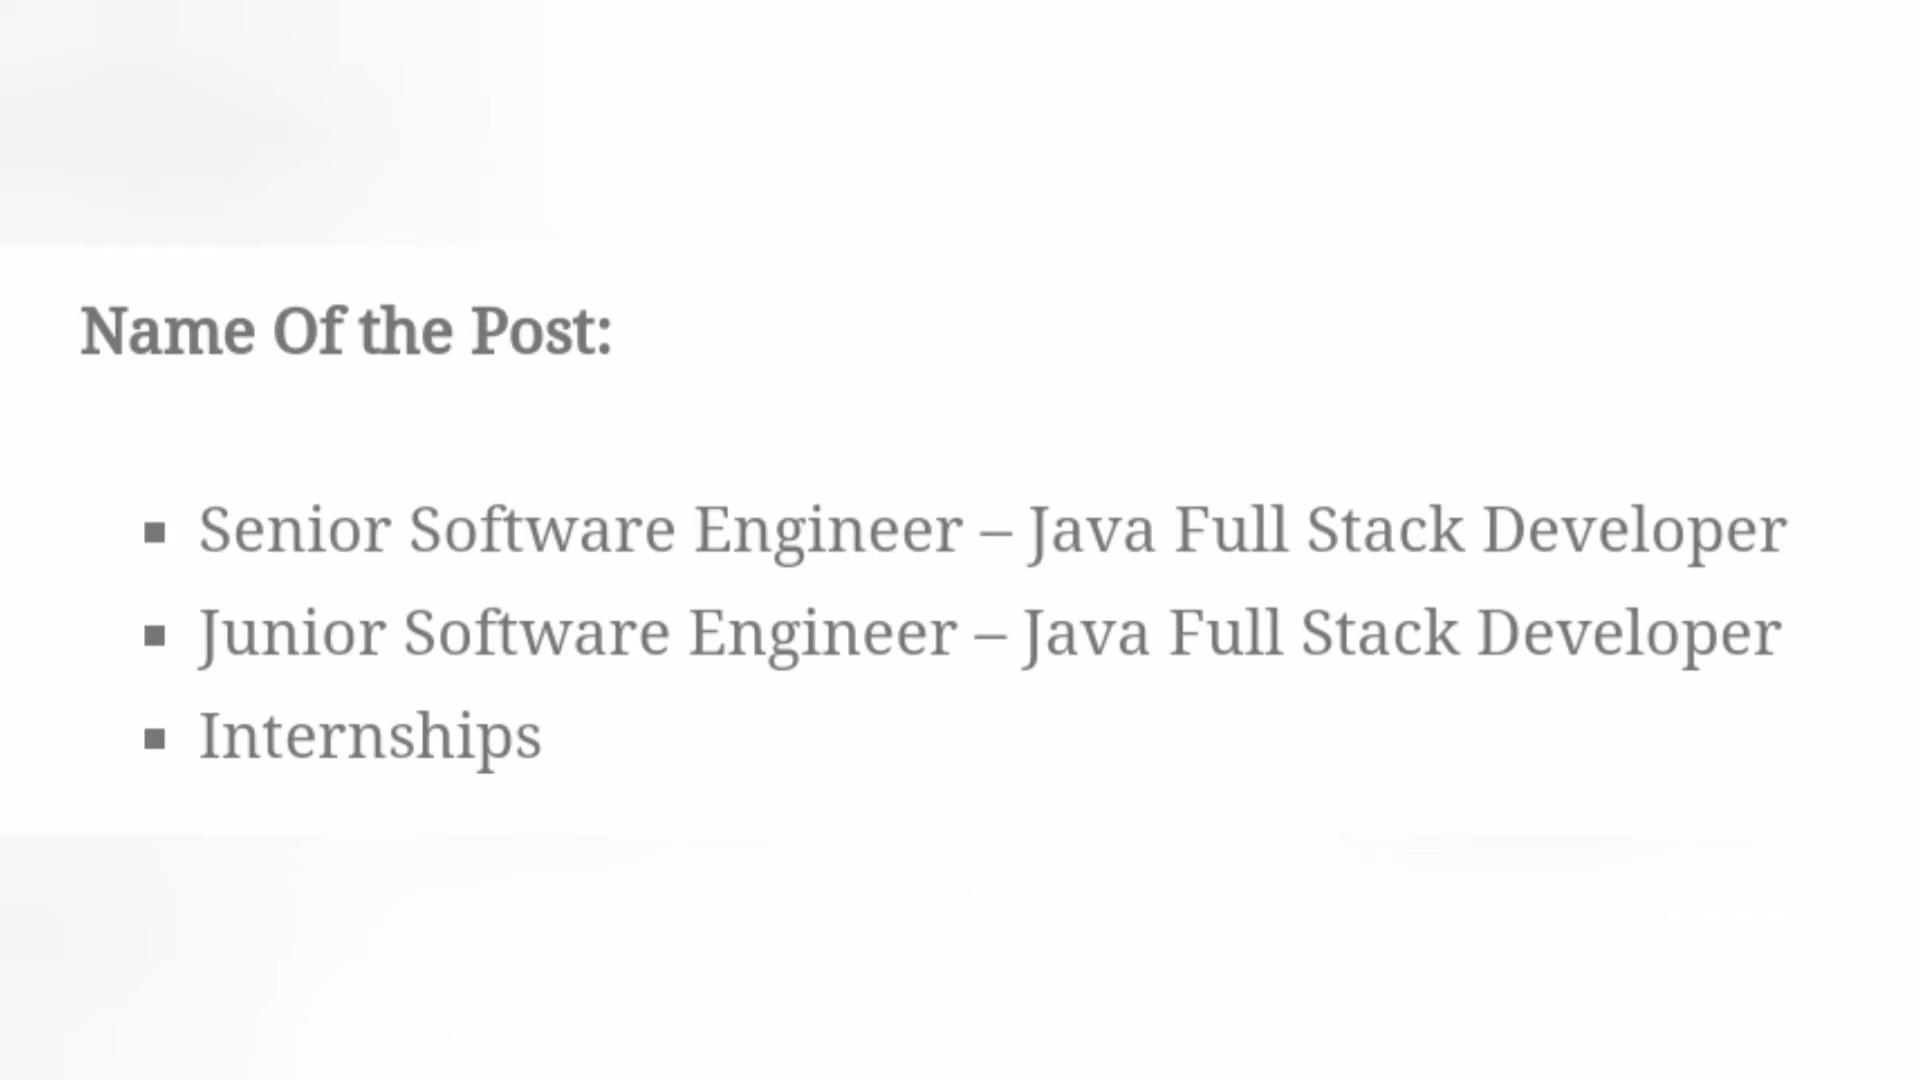 Name Of the Post:
▪ Senior Software Engineer – Java Full Stack Developer
▪ Junior Software Engineer – Java Full Stack Developer
▪ Internships